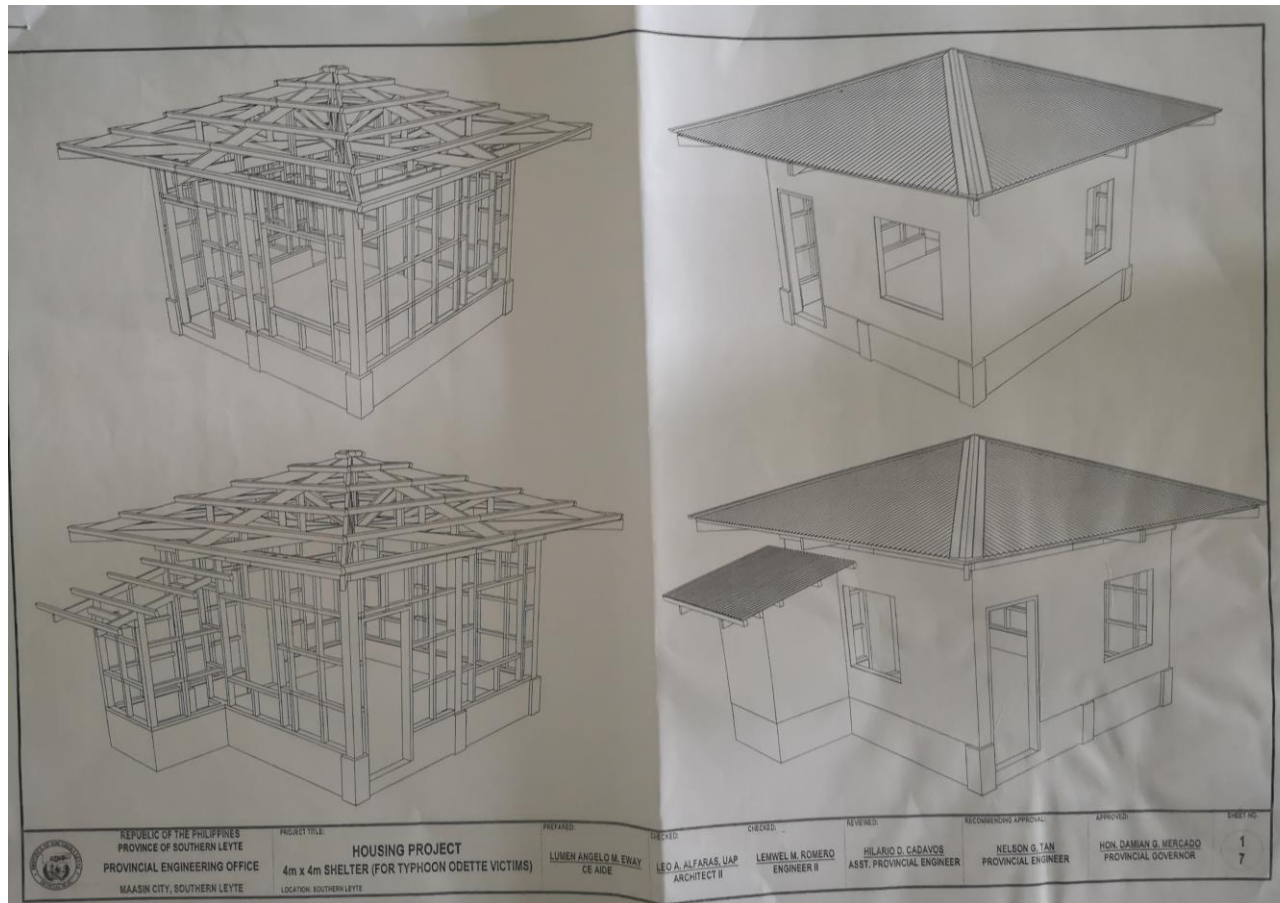 REPUBLIC OF THE PHILIPPINES
PROVINCE OF SOUTHERN LEYTE
PROVINCIAL ENGINEERING OFFICE
MAASIN CITY, SOUTHERN LEYTE
PROJECT TITLE:
HOUSING PROJECT
4m x 4m SHELTER (FOR TYPHOON ODETTE VICTIMS)
LOCATION: SOUTHERN LEYTE
PREPARED:
LUMEN ANGELO M. EWAY
CE AIDE
CHECKED:
LEO A. ALFARAS, UAP
ARCHITECT II
CHECKED:
LEMWEL M. ROMERO
ENGINEER II
REVIEWED:
HILARIO D. CADAVOS
ASST. PROVINCIAL ENGINEER
RECOMMENDING APPROVAL:
NELSON G. TAN
PROVINCIAL ENGINEER
APPROVED:
HON. DAMIAN G. MERCADO
PROVINCIAL GOVERNOR
SHEET NO.
1
7